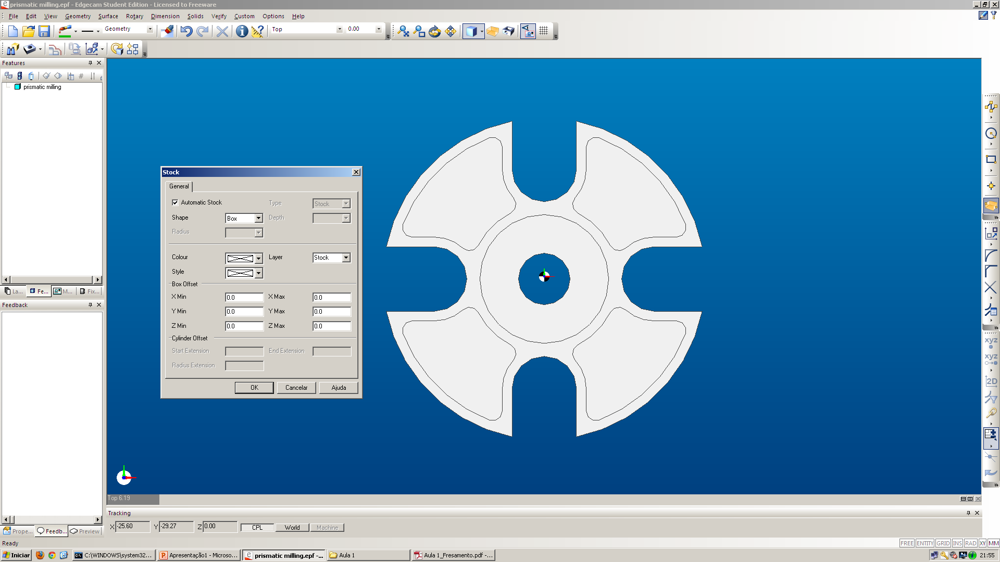 prismatic milling.epf - Edgecam Student Edition - Licensed to Freeware
File Edit View Geometry Surface Rotary Dimension Solids Verify Custom Options Help
Geometry Top 0.00
Features
prismatic milling
La... Fe... M... Fix...
Feedback
Prope... Feedb... Preview
Stock
General
Automatic Stock Type Stock
Shape Box Depth
Radius
Colour Layer Stock
Style
Box Offset
X Min 0.0 X Max 0.0
Y Min 0.0 Y Max 0.0
Z Min 0.0 Z Max 0.0
Cylinder Offset
Start Extension End Extension
Radius Extension
OK Cancelar Ajuda
xyz
xyz
2D
Top 6.19
Tracking
X -25.60 Y -29.27 Z 0.00 CPL World Machine
Ready
FREE ENTITY GRID INS RAD XY MM
Iniciar C:\WINDOWS\system32... Apresentação1 - Microso... prismatic milling.epf -... Aula 1 Aula 1_Fresamento.pdf -... 21:55